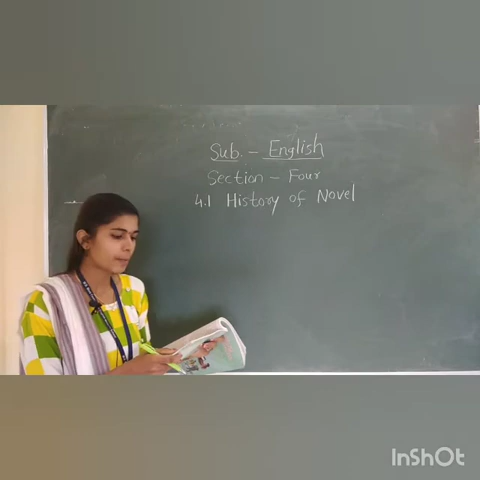 Sub. - English
Section - Four
4.1 History of Novel
InShOt